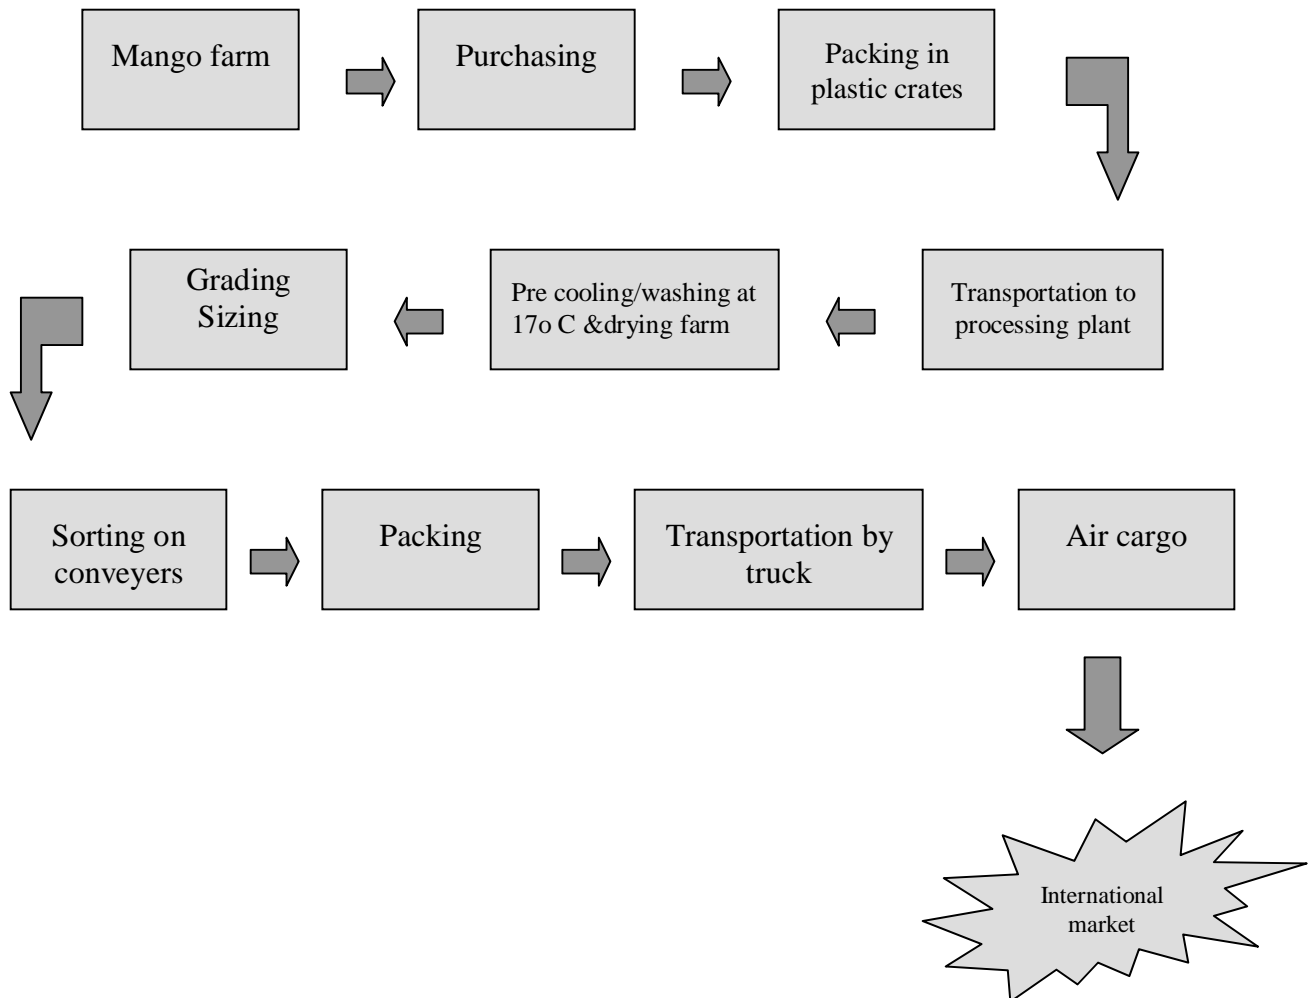 Mango farm
Purchasing
Packing in
plastic crates
Transportation to
processing plant
Pre cooling/washing at
17o C &drying farm
Grading
Sizing
Sorting on
conveyers
Packing
Transportation by
truck
Air cargo
International
market